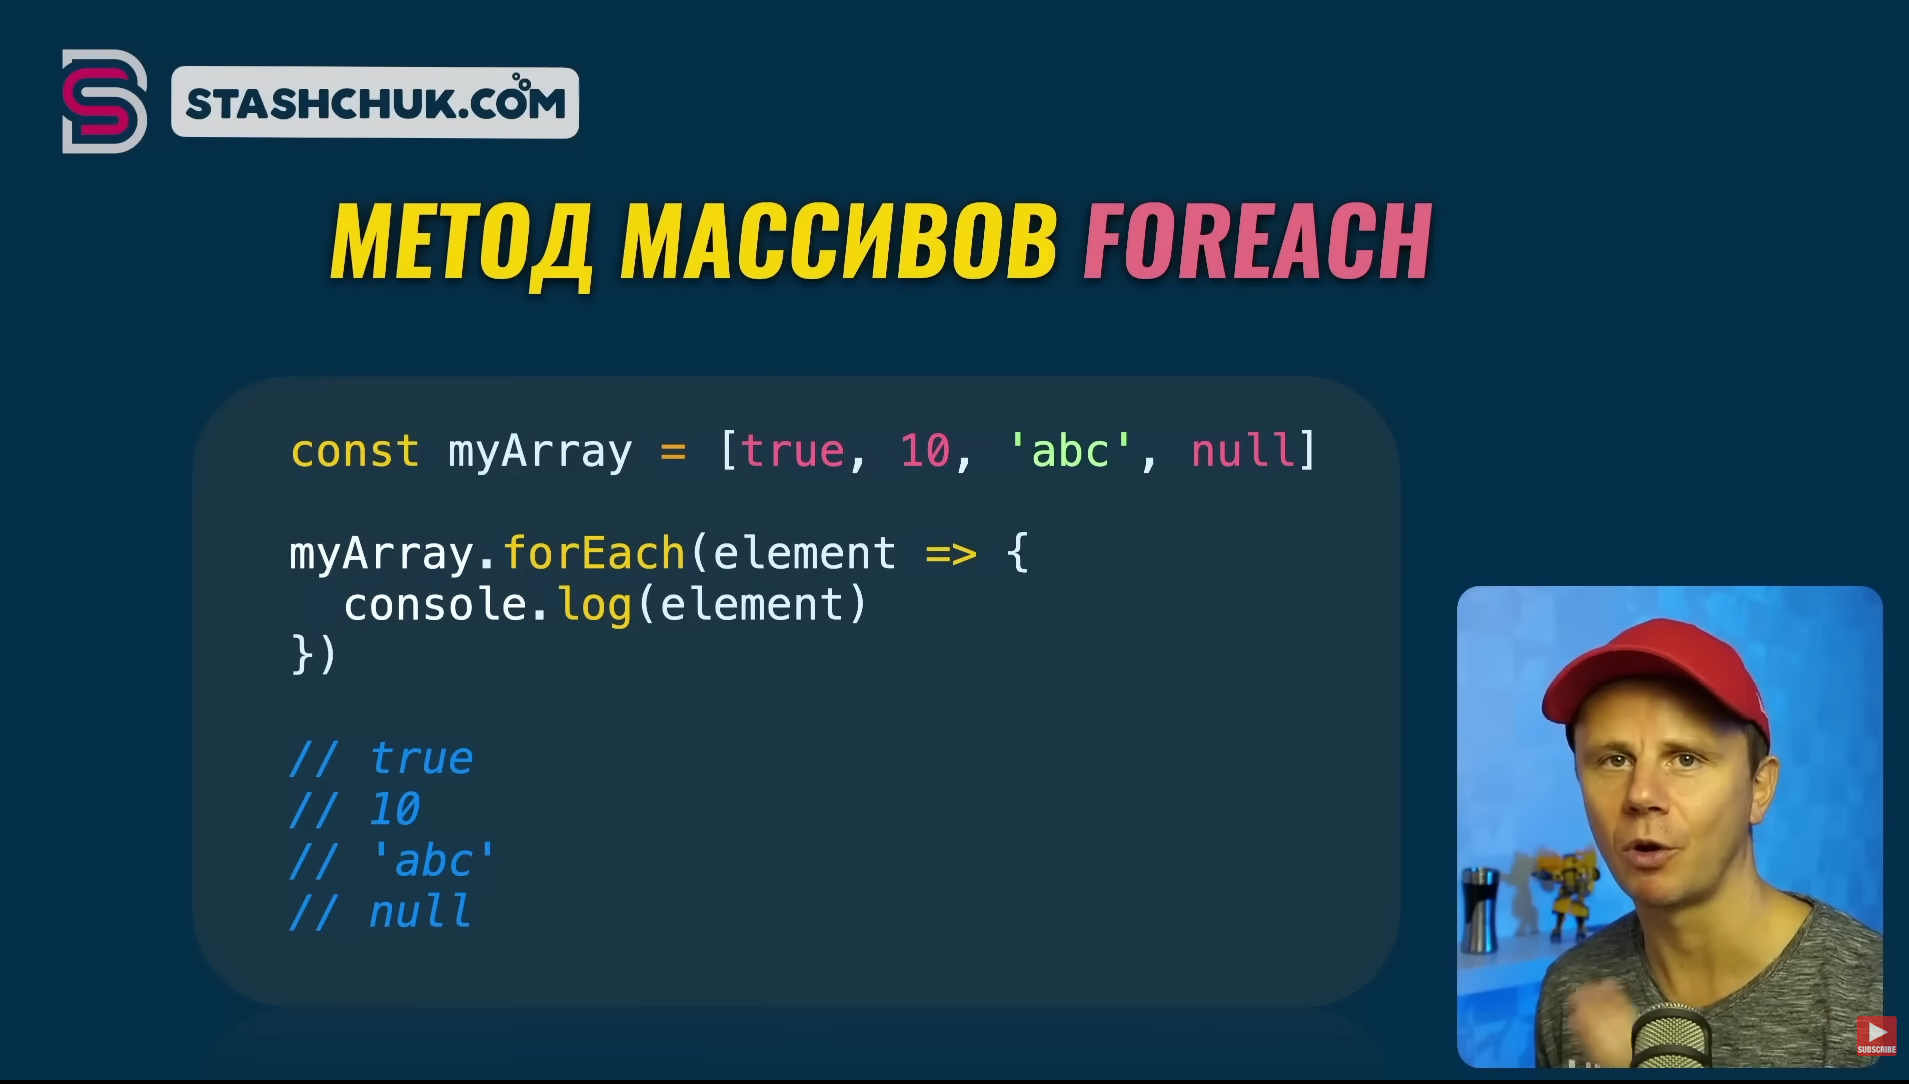 STASHCHUK.COM
МЕТОД МАССИВОВ FOREACH
const myArray = [true, 10, 'abc', null]
myArray.forEach(element => {
  console.log(element)
})
// true
// 10
// 'abc'
// null
SUBSCRIBE